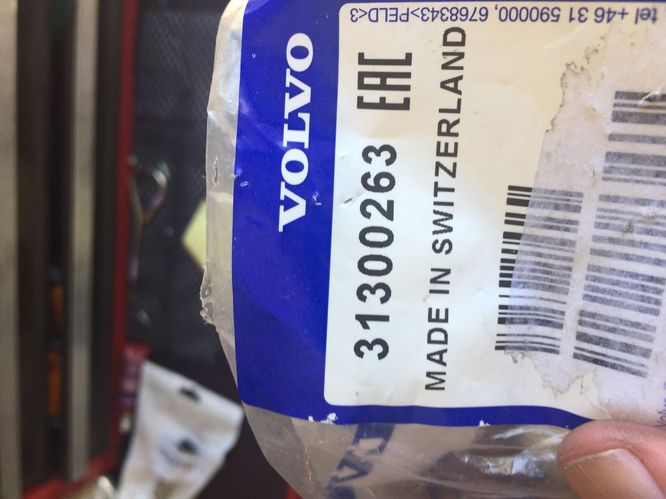 VOLVO
31300263 EAC
MADE IN SWITZERLAND
tel +46 31 590000, 6768343>PELD<3